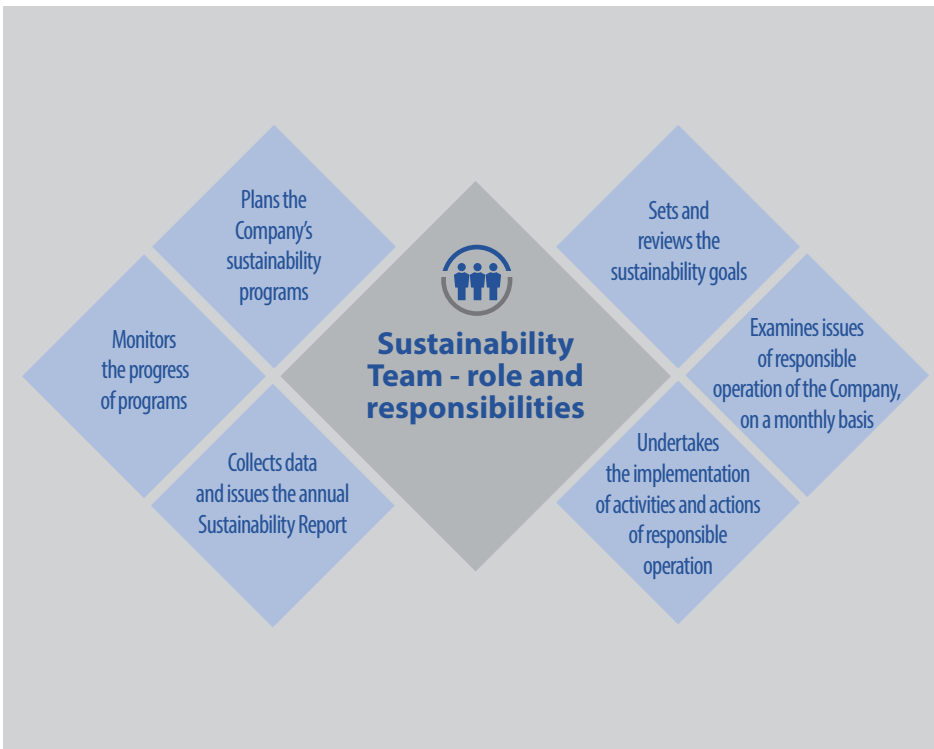 Plans the
Company’s
sustainability
programs
Monitors
the progress
of programs
Collects data
and issues the annual
Sustainability Report
Sustainability
Team - role and
responsibilities
Sets and
reviews the
sustainability goals
Examines issues
of responsible
operation of the Company,
on a monthly basis
Undertakes
the implementation
of activities and actions
of responsible
operation